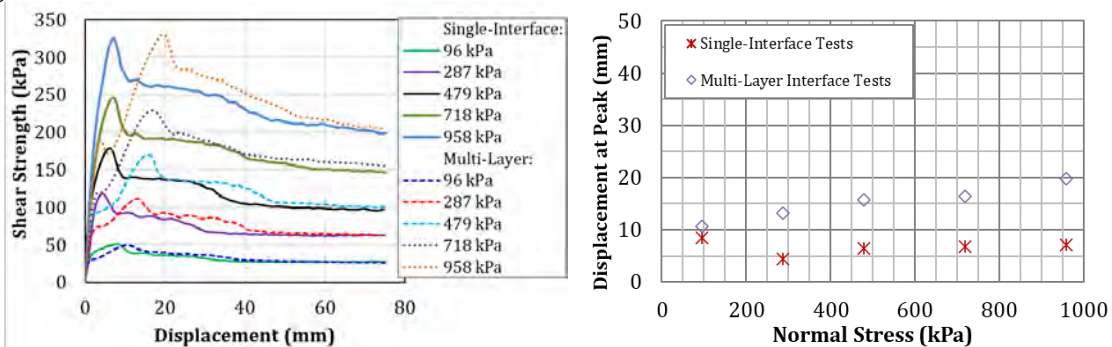 Shear Strength (kPa)
350
300
250
200
150
100
50
0
0
20
40
60
80
Displacement (mm)
Single-Interface:
96 kPa
287 kPa
479 kPa
718 kPa
958 kPa
Multi-Layer:
96 kPa
287 kPa
479 kPa
718 kPa
958 kPa
Displacement at Peak (mm)
50
40
30
20
10
0
0
200
400
600
800
1000
Normal Stress (kPa)
Single-Interface Tests
Multi-Layer Interface Tests